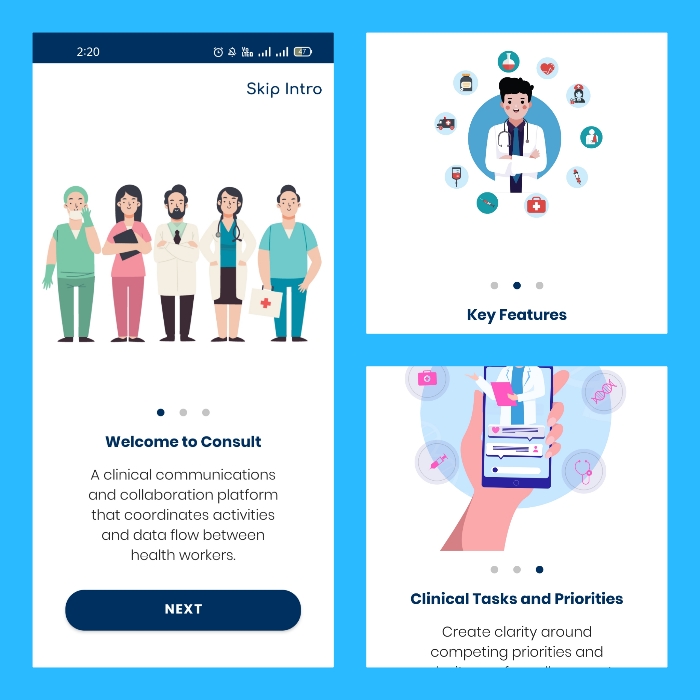 2:20
Skip Intro
Welcome to Consult
A clinical communications
and collaboration platform
that coordinates activities
and data flow between
health workers.
NEXT
Key Features
Clinical Tasks and Priorities
Create clarity around
competing priorities and